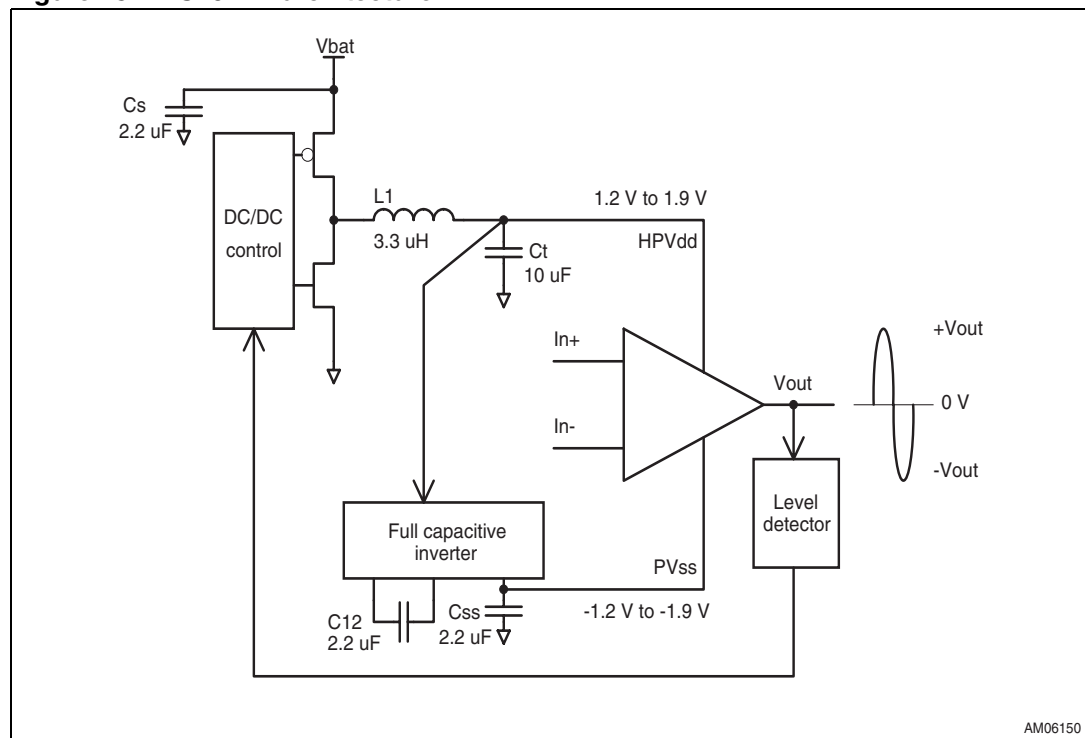 Vbat
Cs
2.2 uF
DC/DC
control
L1
3.3 uH
1.2 V to 1.9 V
HPVdd
Ct
10 uF
In+
In-
Vout
+Vout
0 V
-Vout
Level
detector
Full capacitive
inverter
PVss
-1.2 V to -1.9 V
C12
2.2 uF
Css
2.2 uF
AM06150